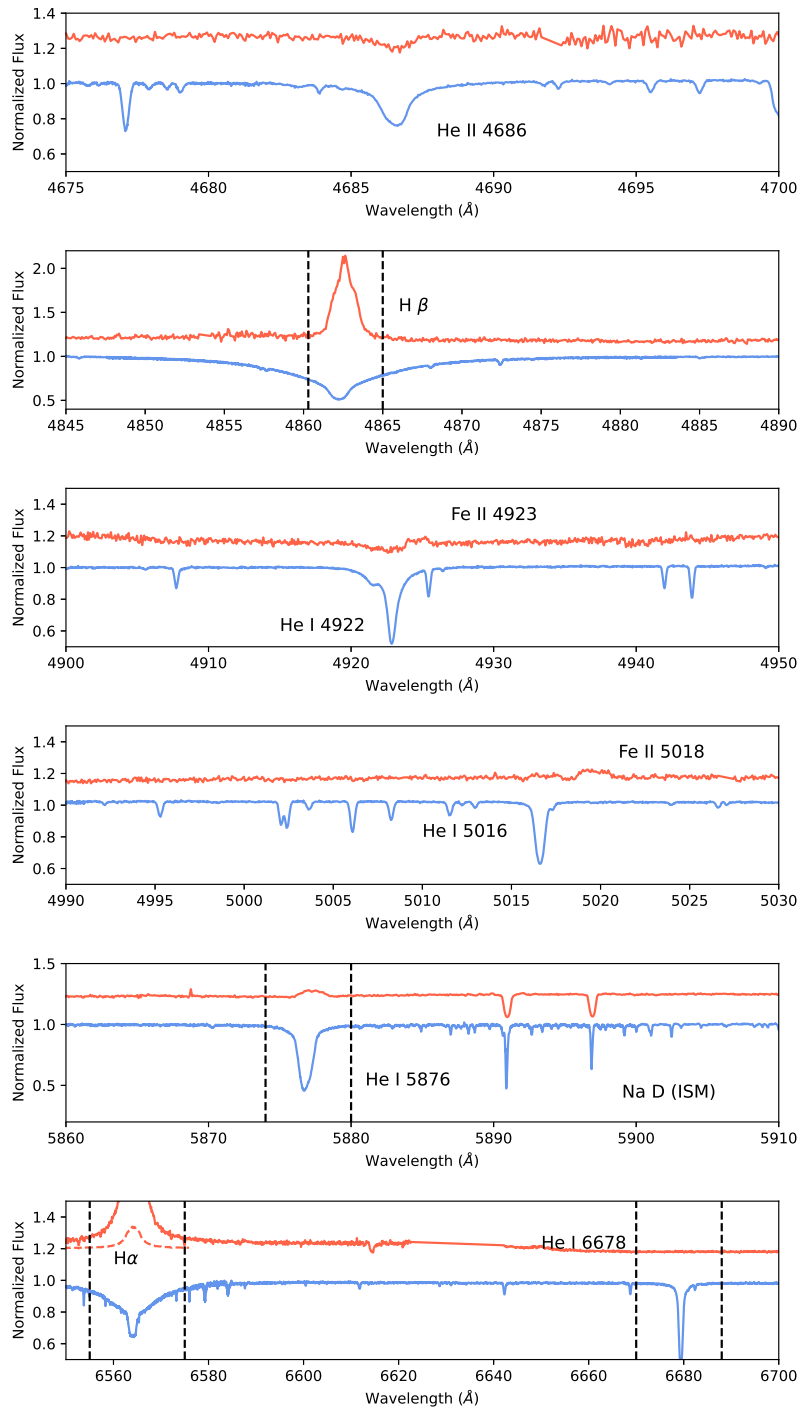 1.4
1.2
1.0
0.8
0.6
Normalized Flux
He II 4686
4675 4680 4685 4690 4695 4700
Wavelength (Å)
2.0
1.5
1.0
0.5
Normalized Flux
H β
4845 4850 4855 4860 4865 4870 4875 4880 4885 4890
Wavelength (Å)
1.4
1.2
1.0
0.8
0.6
Normalized Flux
Fe II 4923
He I 4922
4900 4910 4920 4930 4940 4950
Wavelength (Å)
1.4
1.2
1.0
0.8
0.6
Normalized Flux
Fe II 5018
He I 5016
4990 4995 5000 5005 5010 5015 5020 5025 5030
Wavelength (Å)
1.5
1.0
0.5
Normalized Flux
He I 5876
Na D (ISM)
5860 5870 5880 5890 5900 5910
Wavelength (Å)
1.4
1.2
1.0
0.8
0.6
Normalized Flux
He I 6678
Hα
6560 6580 6600 6620 6640 6660 6680 6700
Wavelength (Å)